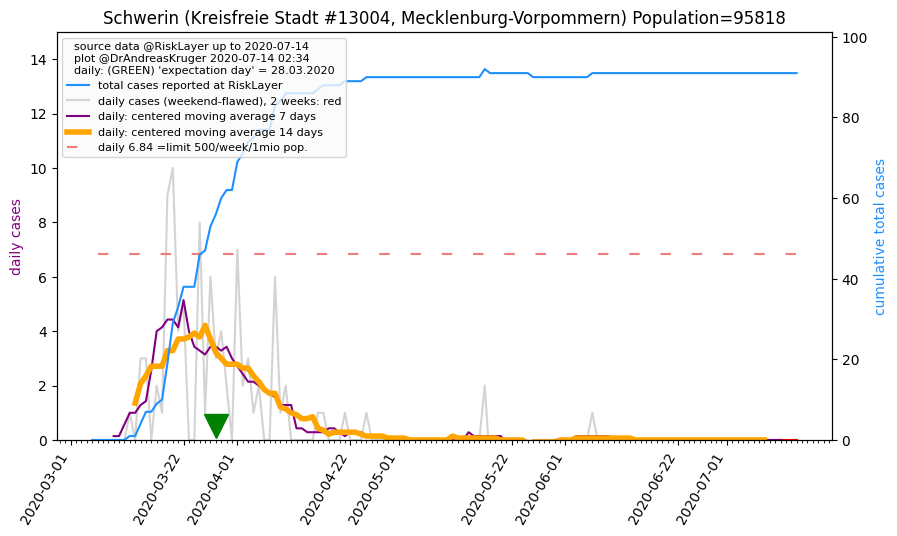 Schwerin (Kreisfreie Stadt #13004, Mecklenburg-Vorpommern) Population=95818
source data @RiskLayer up to 2020-07-14
plot @DrAndreasKruger 2020-07-14 02:34
daily: (GREEN) 'expectation day' = 28.03.2020
total cases reported at RiskLayer
daily cases (weekend-flawed), 2 weeks: red
daily: centered moving average 7 days
daily: centered moving average 14 days
daily 6.84 =limit 500/week/1mio pop.
daily cases
14
12
10
8
6
4
2
0
cumulative total cases
100
80
60
40
20
0
2020-03-01
2020-03-22
2020-04-01
2020-04-22
2020-05-01
2020-05-22
2020-06-01
2020-06-22
2020-07-01